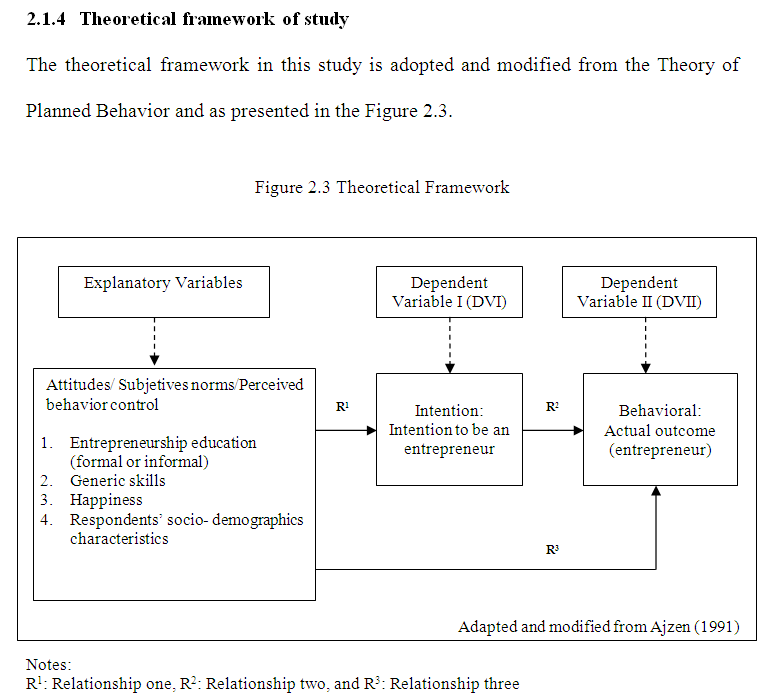 2.1.4 Theoretical framework of study
The theoretical framework in this study is adopted and modified from the Theory of
Planned Behavior and as presented in the Figure 2.3.
Figure 2.3 Theoretical Framework
Explanatory Variables
Dependent
Variable I (DVI)
Dependent
Variable II (DVII)
Attitudes/ Subjetives norms/Perceived
behavior control
1. Entrepreneurship education
(formal or informal)
2. Generic skills
3. Happiness
4. Respondents' socio- demographics
characteristics
R¹
Intention:
Intention to be an
entrepreneur
R²
Behavioral:
Actual outcome
(entrepreneur)
R³
Adapted and modified from Ajzen (1991)
Notes:
R¹: Relationship one, R²: Relationship two, and R³: Relationship three